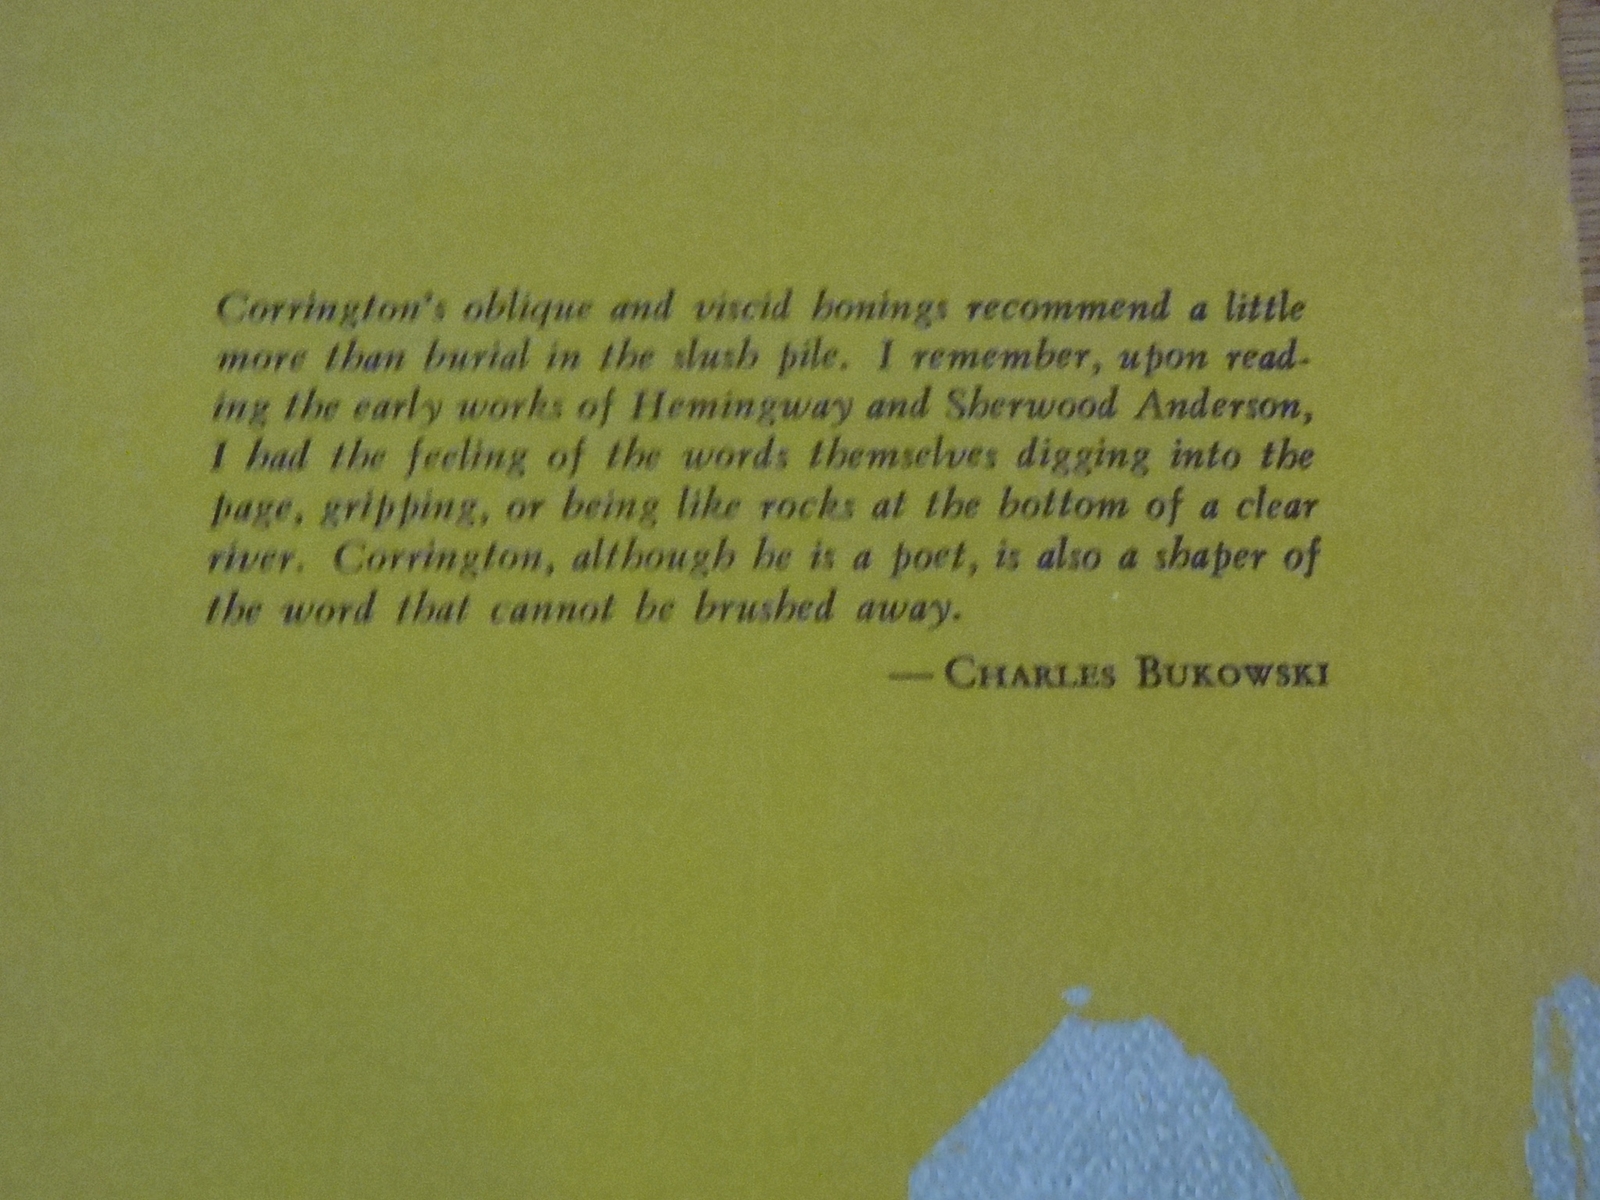 Corrington's oblique and viscid honings recommend a little
more than burial in the slush pile. I remember, upon read-
ing the early works of Hemingway and Sherwood Anderson,
I had the feeling of the words themselves digging into the
page, gripping, or being like rocks at the bottom of a clear
river. Corrington, although he is a poet, is also a shaper of
the word that cannot be brushed away.
— CHARLES BUKOWSKI